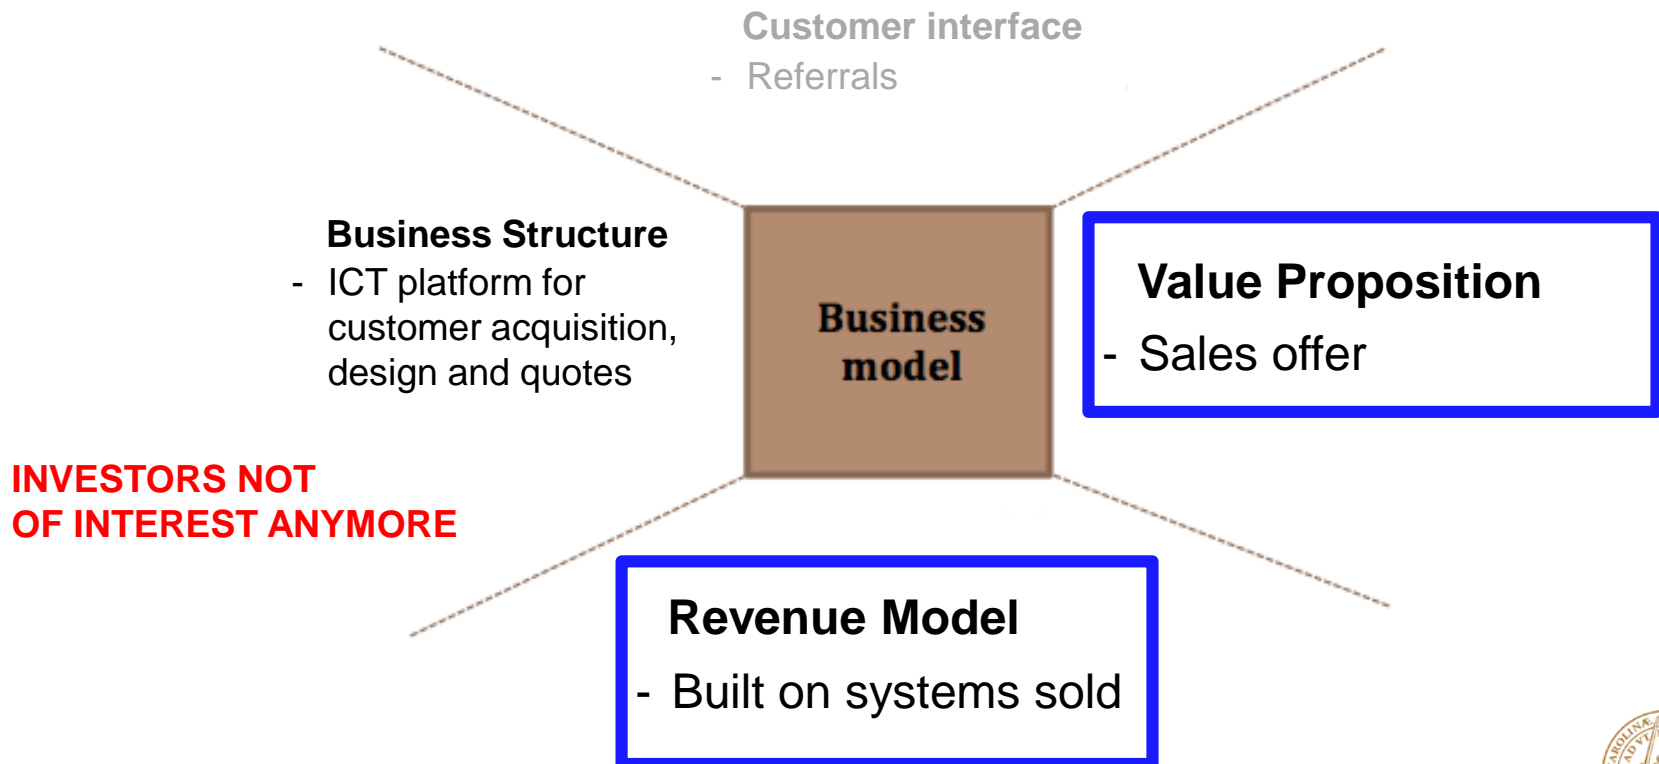 Customer interface
- Referrals
Business Structure
- ICT platform for
customer acquisition,
design and quotes
Business
model
Value Proposition
- Sales offer
INVESTORS NOT
OF INTEREST ANYMORE
Revenue Model
- Built on systems sold